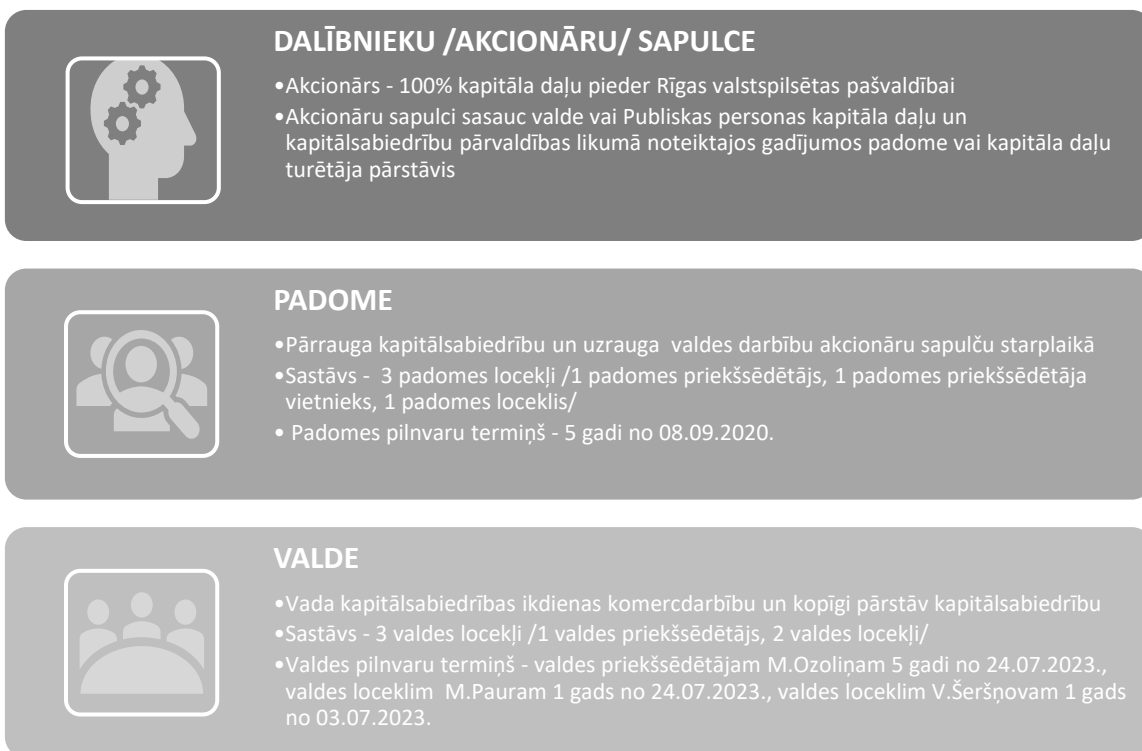 DALĪBNIEKU /AKCIONĀRU/ SAPULCE
•Akcionārs - 100% kapitāla daļu pieder Rīgas valstspilsētas pašvaldībai
•Akcionāru sapulci sasauc valde vai Publiskas personas kapitāla daļu un
kapitālsabiedrību pārvaldības likumā noteiktajos gadījumos padome vai kapitāla daļu
turētāja pārstāvis
PADOME
•Pārrauga kapitālsabiedrību un uzrauga valdes darbību akcionāru sapulču starplaikā
•Sastāvs - 3 padomes locekļi /1 padomes priekšsēdētājs, 1 padomes priekšsēdētāja
vietnieks, 1 padomes loceklis/
• Padomes pilnvaru termiņš - 5 gadi no 08.09.2020.
VALDE
•Vada kapitālsabiedrības ikdienas komercdarbību un kopīgi pārstāv kapitālsabiedrību
•Sastāvs - 3 valdes locekļi /1 valdes priekšsēdētājs, 2 valdes locekļi/
•Valdes pilnvaru termiņš - valdes priekšsēdētājam M.Ozoliņam 5 gadi no 24.07.2023.,
valdes loceklim M.Pauram 1 gads no 24.07.2023., valdes loceklim V.Šeršņovam 1 gads
no 03.07.2023.